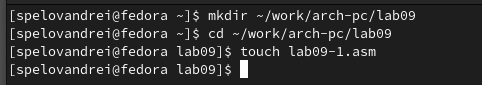 [spelovandrei@fedora ~]$ mkdir ~/work/arch-pc/lab09
[spelovandrei@fedora ~]$ cd ~/work/arch-pc/lab09
[spelovandrei@fedora lab09]$ touch lab09-1.asm
[spelovandrei@fedora lab09]$